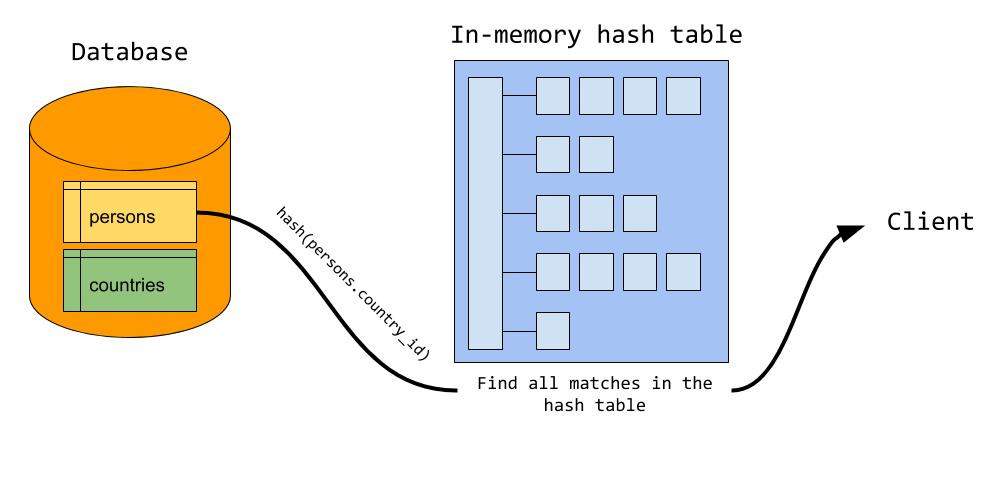 Database
In-memory hash table
persons
countries
hash(persons.country_id)
Find all matches in the
hash table
Client